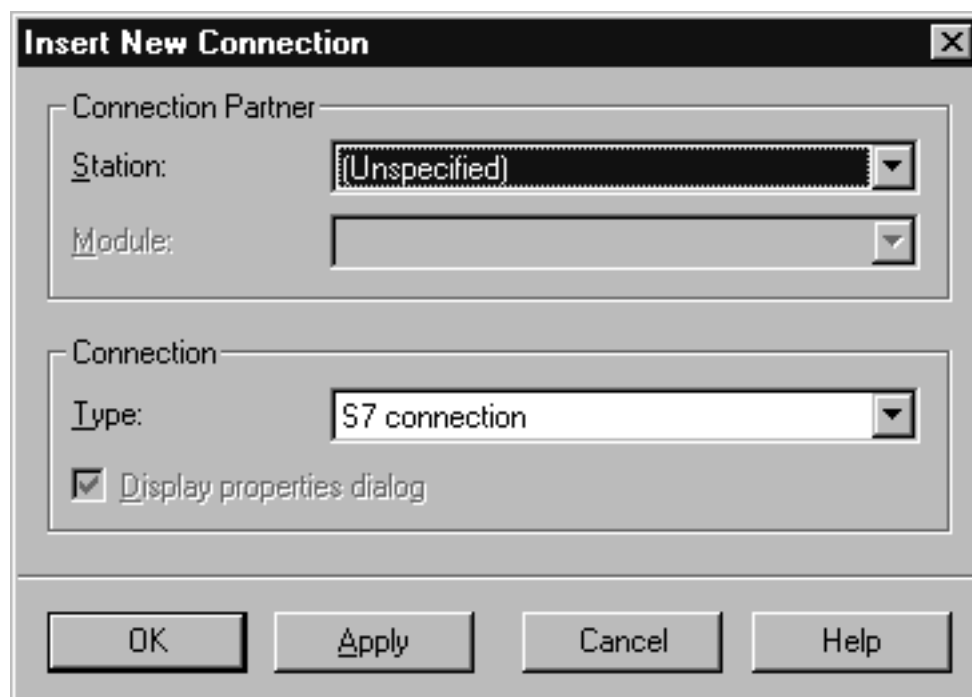 Insert New Connection
Connection Partner
Station: (Unspecified)
Module:
Connection
Type: S7 connection
Display properties dialog
OK Apply Cancel Help